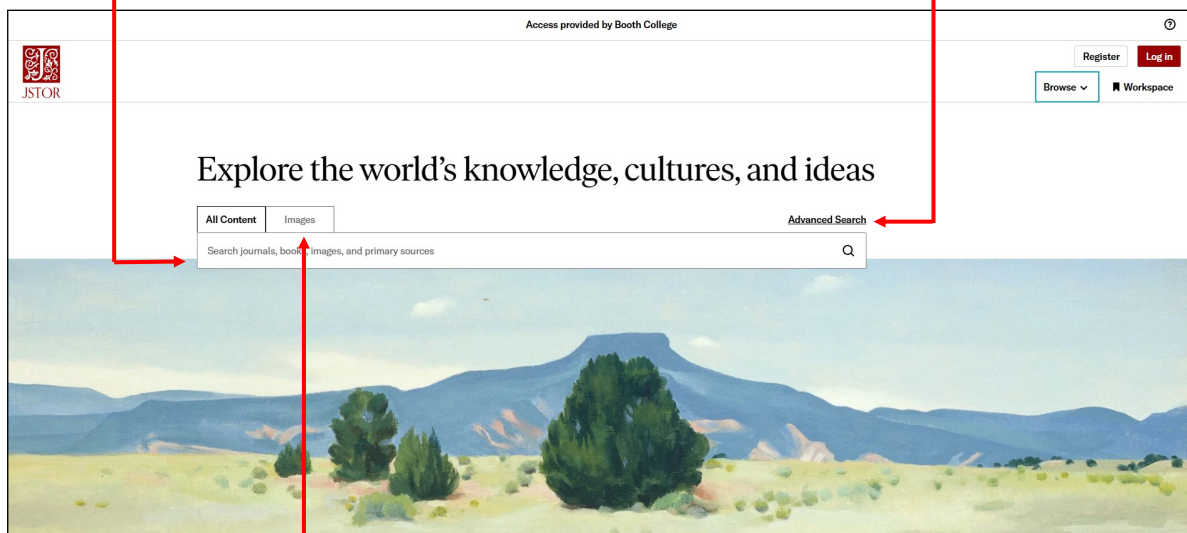 Access provided by Booth College
Register Log in
JSTOR
Browse Workspace
Explore the world's knowledge, cultures, and ideas
All Content Images Advanced Search
Search journals, books, images, and primary sources